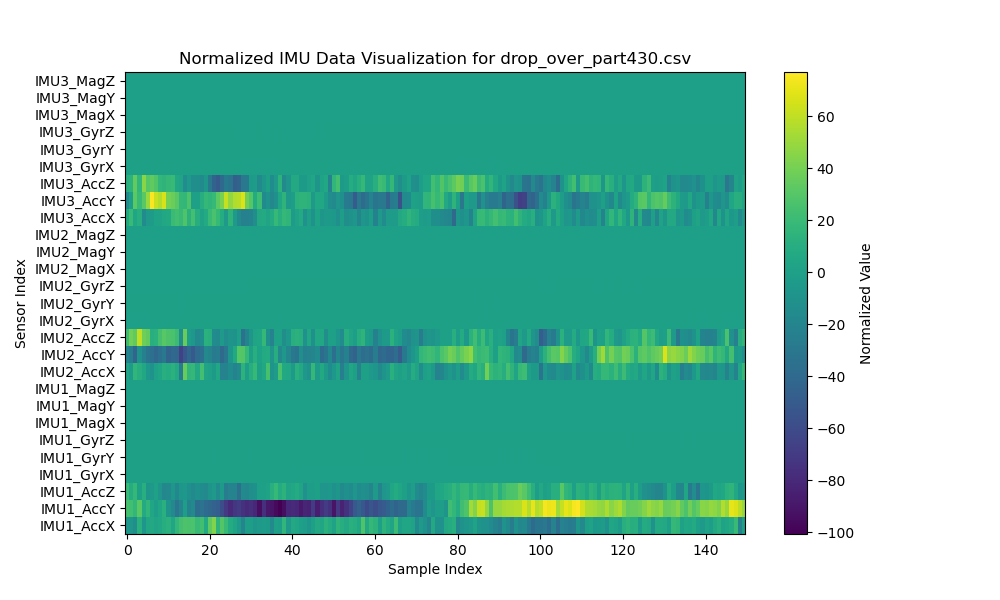 Normalized IMU Data Visualization for drop_over_part430.csv
IMU3_MagZ
IMU3_MagY
IMU3_MagX
IMU3_GyrZ
IMU3_GyrY
IMU3_GyrX
IMU3_AccZ
IMU3_AccY
IMU3_AccX
IMU2_MagZ
IMU2_MagY
IMU2_MagX
IMU2_GyrZ
IMU2_GyrY
IMU2_GyrX
IMU2_AccZ
IMU2_AccY
IMU2_AccX
IMU1_MagZ
IMU1_MagY
IMU1_MagX
IMU1_GyrZ
IMU1_GyrY
IMU1_GyrX
IMU1_AccZ
IMU1_AccY
IMU1_AccX
Sensor Index
0 20 40 60 80 100 120 140
Sample Index
60
40
20
0
−20
−40
−60
−80
−100
Normalized Value